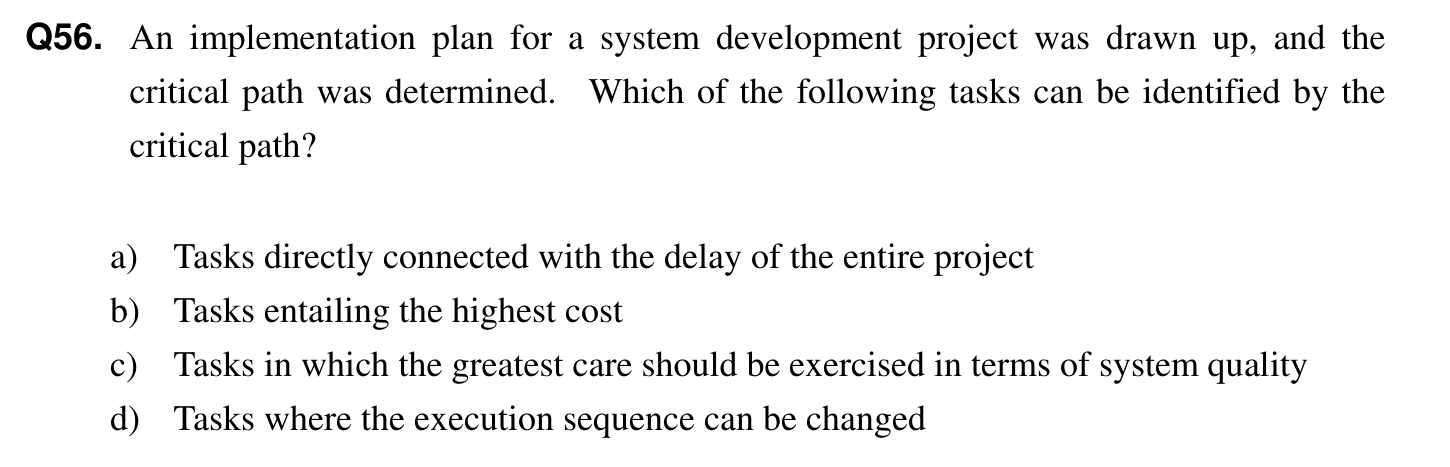 Q56. An implementation plan for a system development project was drawn up, and the
critical path was determined. Which of the following tasks can be identified by the
critical path?
a) Tasks directly connected with the delay of the entire project
b) Tasks entailing the highest cost
c) Tasks in which the greatest care should be exercised in terms of system quality
d) Tasks where the execution sequence can be changed